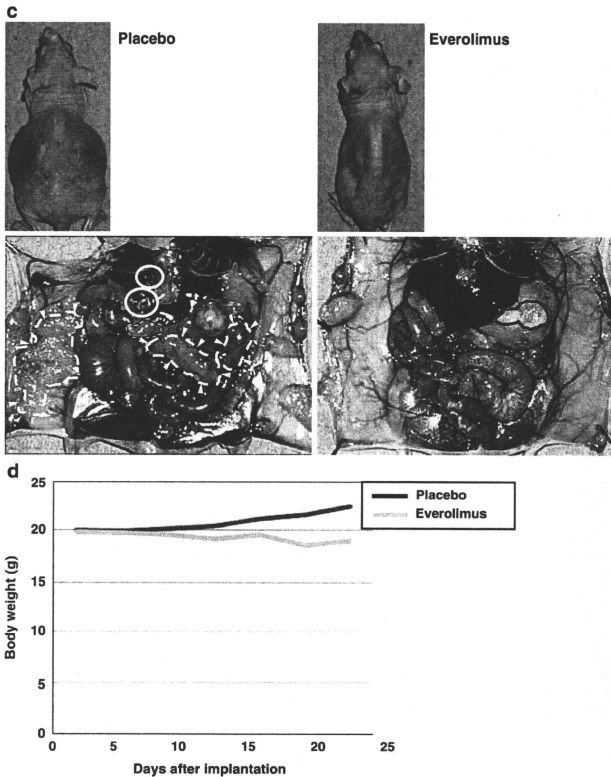 c
Placebo
Everolimus
d
25
20
15
10
5
0
Body weight (g)
Placebo
Everolimus
0 5 10 15 20 25
Days after implantation